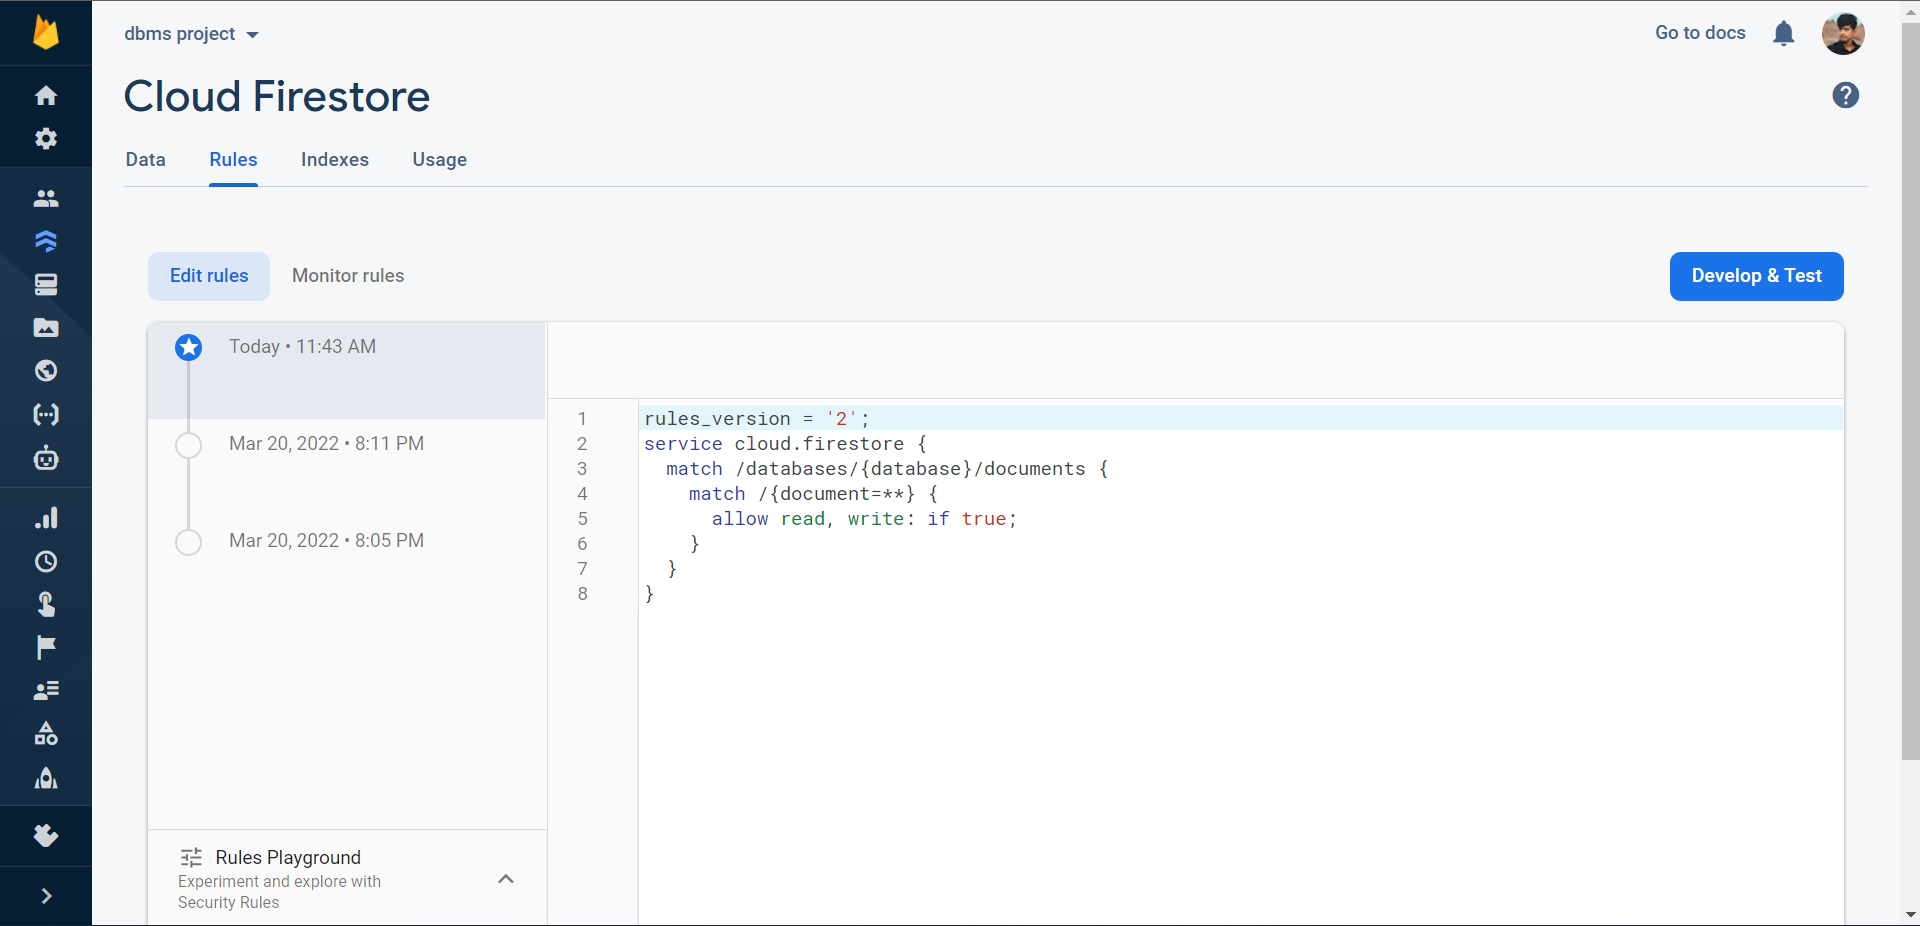 dbms project
Go to docs
Cloud Firestore
?
Data Rules Indexes Usage
Edit rules Monitor rules
Develop & Test
Today • 11:43 AM
Mar 20, 2022 • 8:11 PM
Mar 20, 2022 • 8:05 PM
1 rules_version = '2';
2 service cloud.firestore {
3   match /databases/{database}/documents {
4     match /{document=**} {
5       allow read, write: if true;
6     }
7   }
8 }
Rules Playground
Experiment and explore with
Security Rules